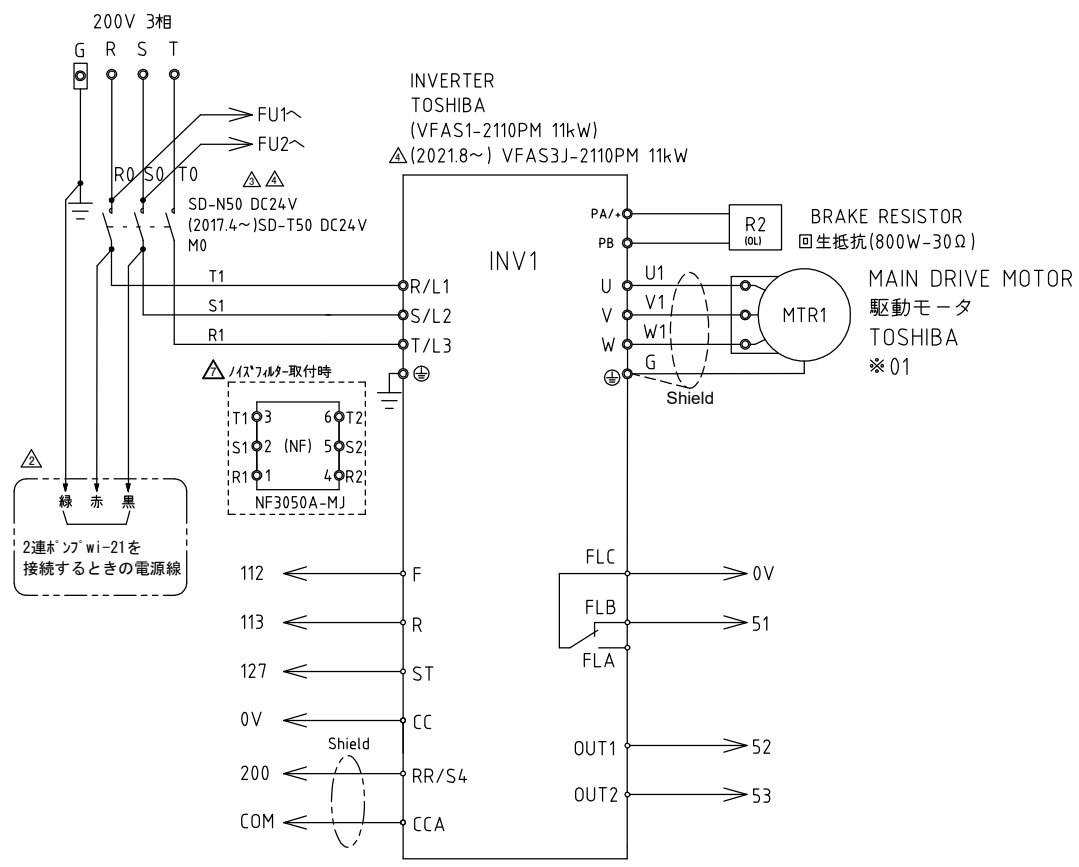 200V 3相
G R S T
FU1へ
FU2へ
R0 S0 T0
3 4
SD-N50 DC24V
(2017.4~)SD-T50 DC24V
M0
INVERTER
TOSHIBA
(VFAS1-2110PM 11kW)
4 (2021.8~) VFAS3J-2110PM 11kW
INV1
T1
S1
R1
R/L1
S/L2
T/L3
PA/+
PB
R2
(OL)
BRAKE RESISTOR
回生抵抗(800W-30Ω)
U
V
W
U1
V1
W1
G
Shield
MTR1
MAIN DRIVE MOTOR
駆動モータ
TOSHIBA
※01
7 ノイズフィルター取付時
T1 3 6 T2
S1 2 (NF) 5 S2
R1 1 4 R2
NF3050A-MJ
2
緑 赤 黒
2連ポンプwi-21を
接続するときの電源線
112 F
113 R
127 ST
0V CC
Shield
200 RR/S4
COM CCA
FLC 0V
FLB 51
FLA
OUT1 52
OUT2 53